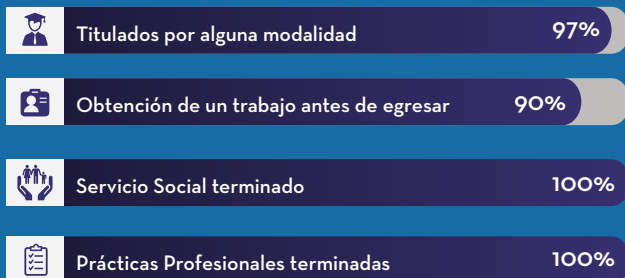 Titulados por alguna modalidad 97%
Obtención de un trabajo antes de egresar 90%
Servicio Social terminado 100%
Prácticas Profesionales terminadas 100%